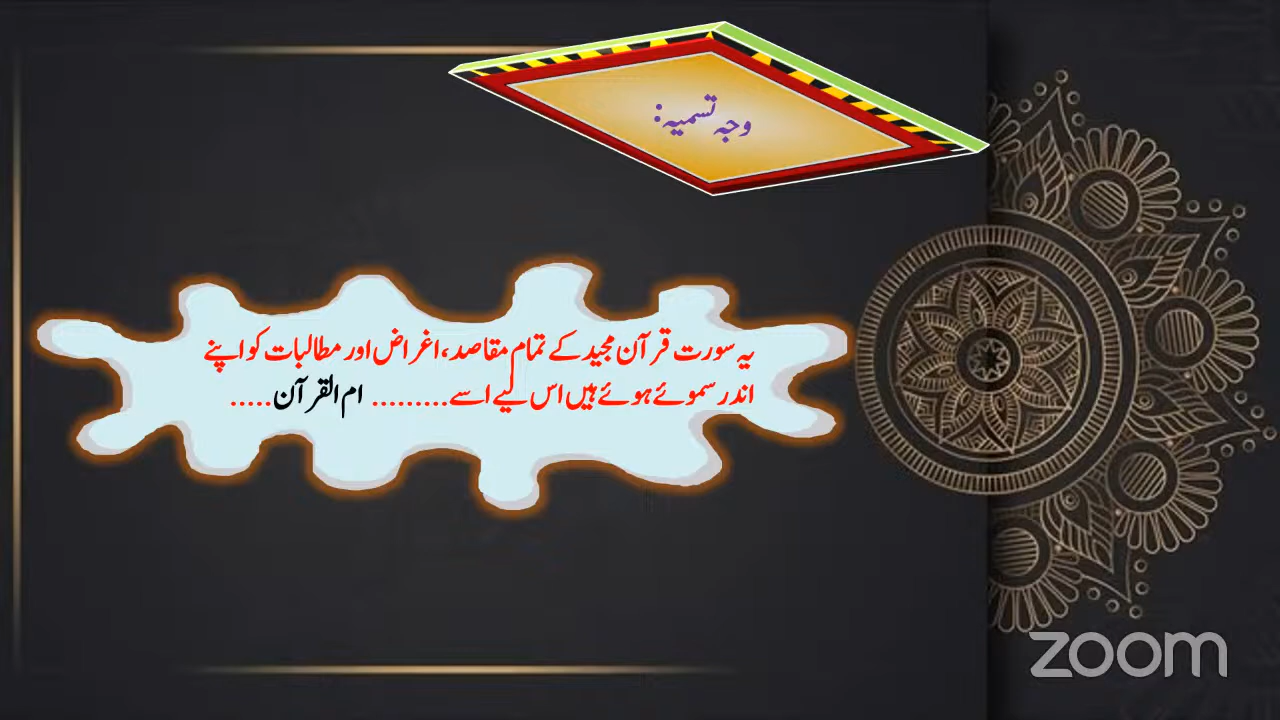 وجہ تسمیہ:
یہ سورت قرآن مجید کے تمام مقاصد، اغراض اور مطالبات کو اپنے
اندر سموئے ہوئے ہیں اس لیے اسے......... ام القرآن .....
zoom